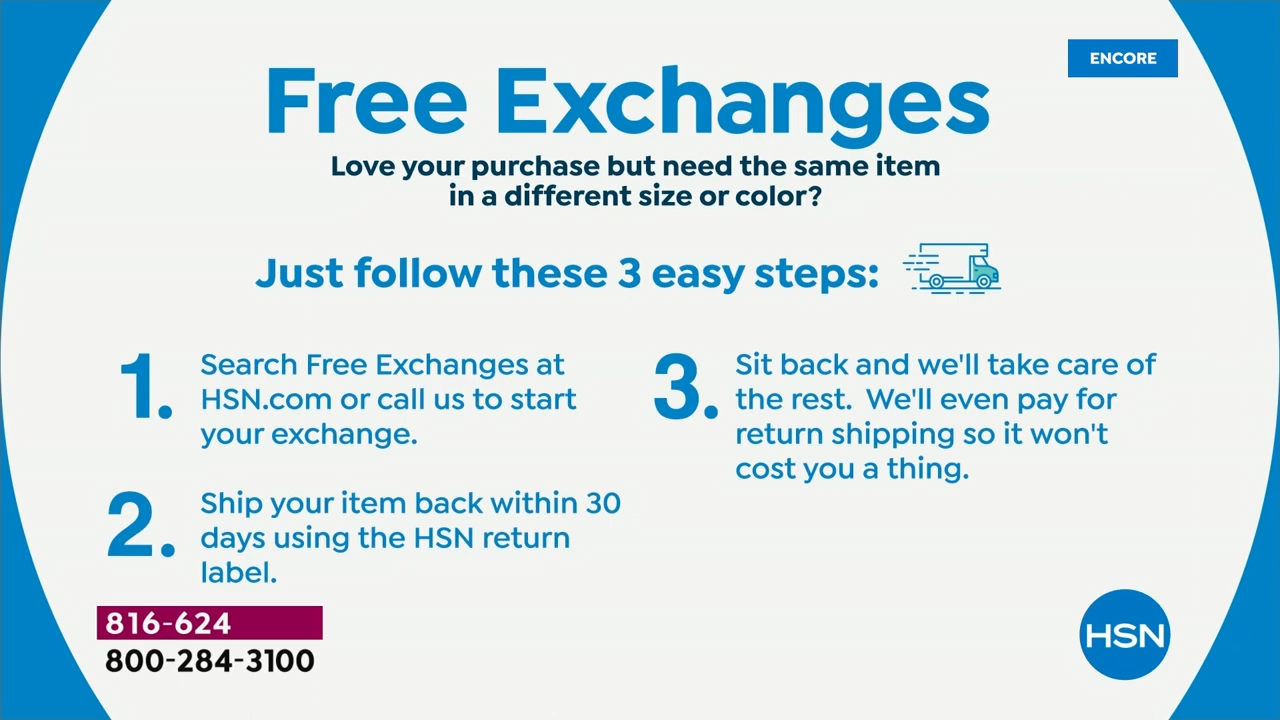 ENCORE
Free Exchanges
Love your purchase but need the same item
in a different size or color?
Just follow these 3 easy steps:
1. Search Free Exchanges at
HSN.com or call us to start
your exchange.
2. Ship your item back within 30
days using the HSN return
label.
3. Sit back and we'll take care of
the rest. We'll even pay for
return shipping so it won't
cost you a thing.
816-624
800-284-3100
HSN